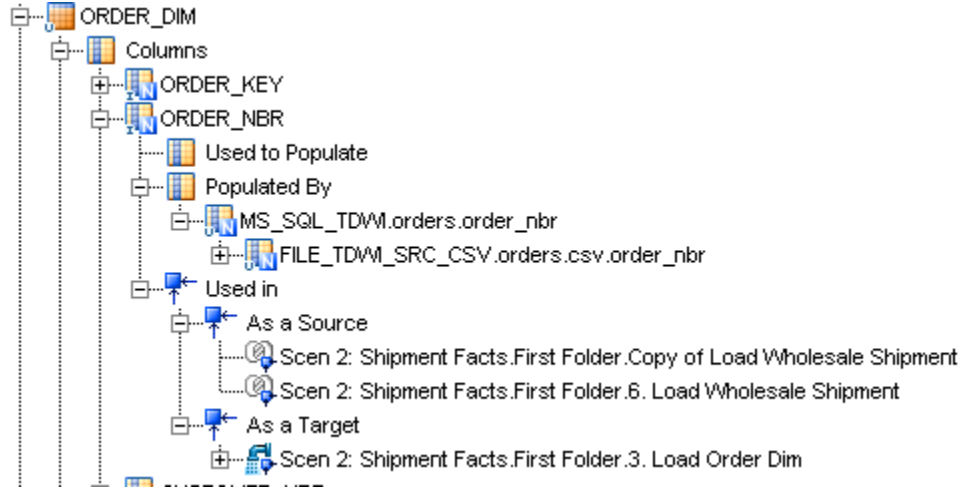 ORDER_DIM
Columns
ORDER_KEY
ORDER_NBR
Used to Populate
Populated By
MS_SQL_TDWI.orders.order_nbr
FILE_TDWI_SRC_CSV.orders.csv.order_nbr
Used in
As a Source
Scen 2: Shipment Facts.First Folder.Copy of Load Wholesale Shipment
Scen 2: Shipment Facts.First Folder.6. Load Wholesale Shipment
As a Target
Scen 2: Shipment Facts.First Folder.3. Load Order Dim